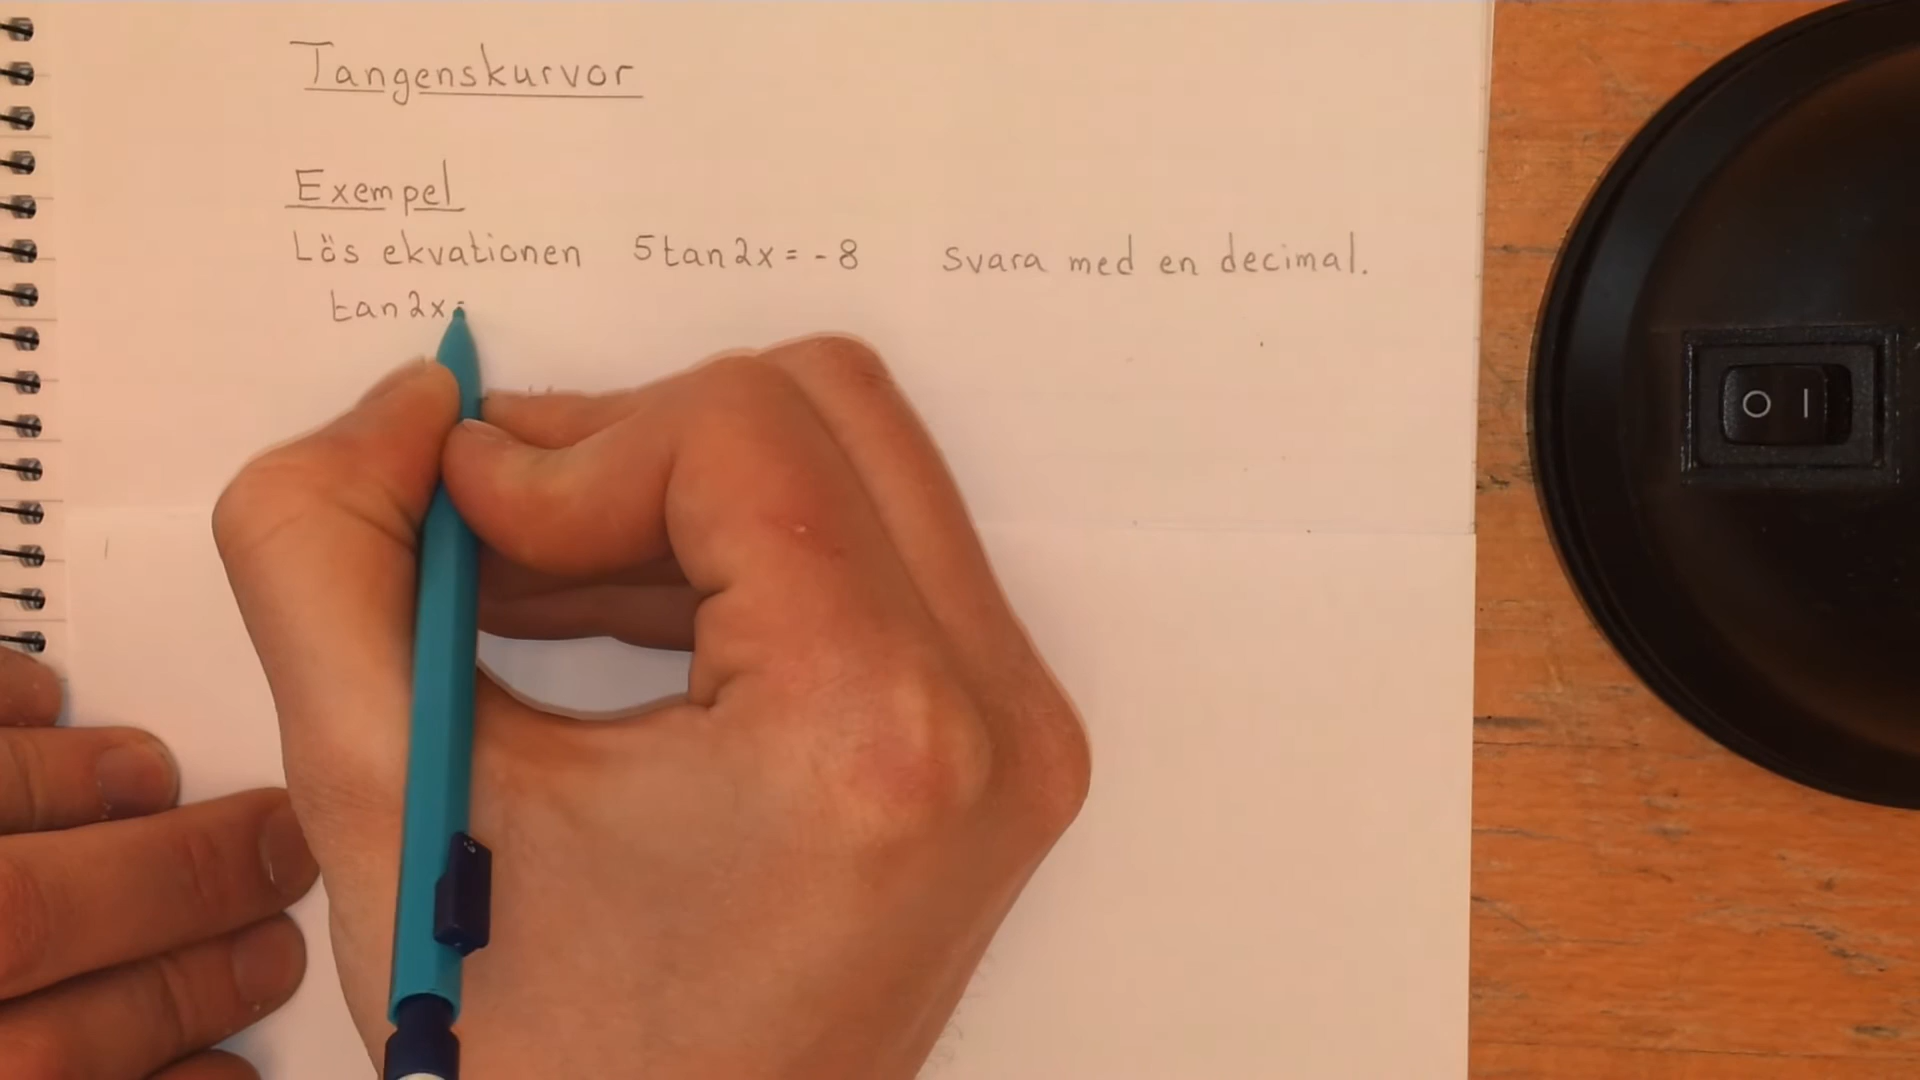 Tangenskurvor
Exempel
Lös ekvationen 5tan2x = -8 svara med en decimal.
tan2x =
O I